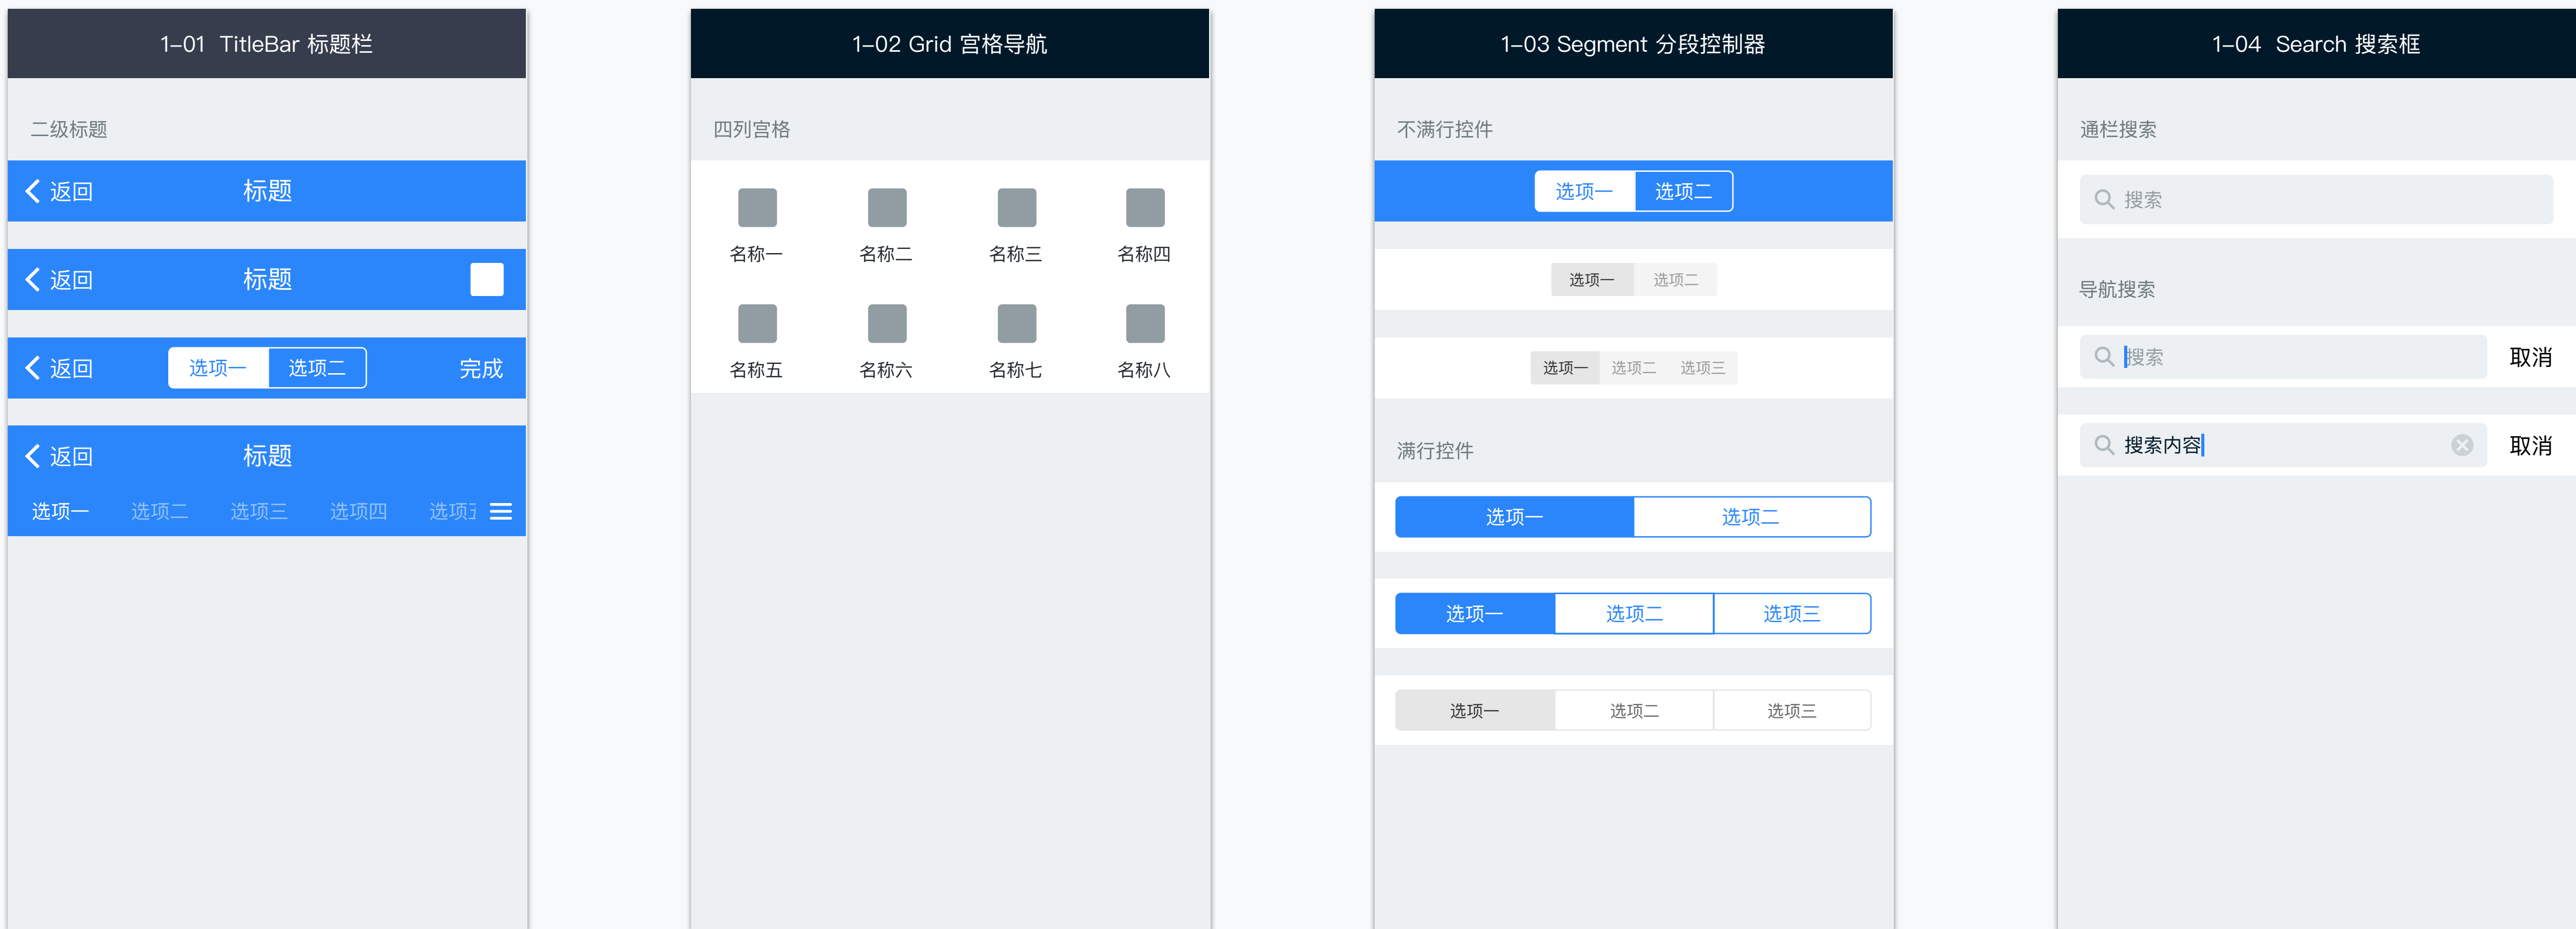 1-01 TitleBar 标题栏
二级标题
返回 标题
返回 标题
返回 选项一 选项二 完成
返回 标题
选项一 选项二 选项三 选项四 选项
1-02 Grid 宫格导航
四列宫格
名称一 名称二 名称三 名称四
名称五 名称六 名称七 名称八
1-03 Segment 分段控制器
不满行控件
选项一 选项二
选项一 选项二
选项一 选项二 选项三
满行控件
选项一 选项二
选项一 选项二 选项三
选项一 选项二 选项三
1-04 Search 搜索框
通栏搜索
搜索
导航搜索
搜索 取消
搜索内容 取消